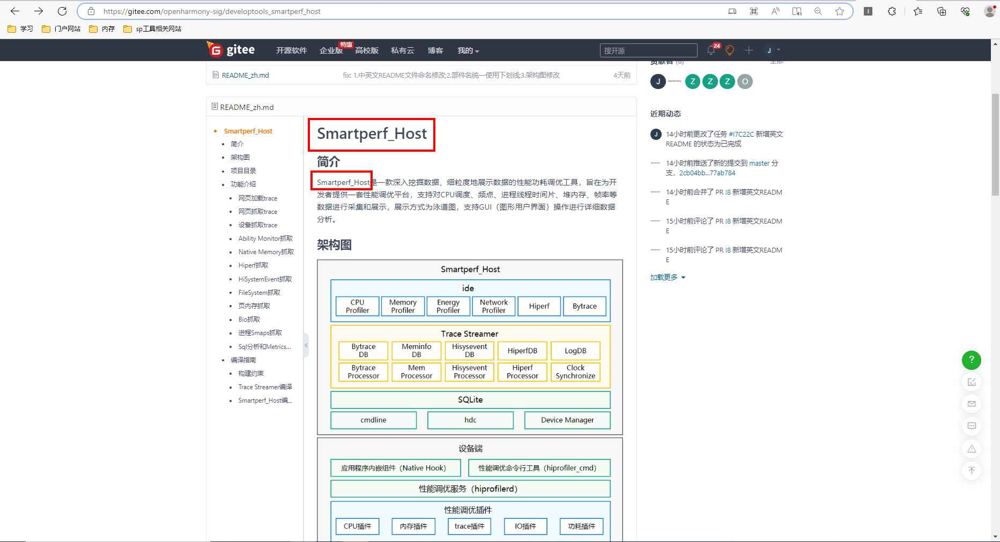 https://gitee.com/openharmony-sig/developtools_smartperf_host
学习
门户网站
内存
sp工具相关网站
gitee
开源软件
企业版
特惠
高校版
私有云
博客
我的
搜开源
24
J
README_zh.md
fix: 1.中英文README文件命名修改;2.部件名统一使用下划线;3.架构图修改
4天前
README_zh.md
Smartperf_Host
简介
架构图
项目目录
功能介绍
网页加载trace
网页抓取trace
设备抓取trace
Ability Monitor抓取
Native Memory抓取
Hiperf抓取
HiSystemEvent抓取
FileSystem抓取
页内存抓取
Bio抓取
进程Smaps抓取
Sql分析和Metrics...
编译指南
构建约束
Trace Streamer编译
Smartperf_Host编...
Smartperf_Host
简介
Smartperf_Host是一款深入挖掘数据、细粒度地展示数据的性能功耗调优工具，旨在为开
发者提供一套性能调优平台，支持对CPU调度、频点、进程线程时间片、堆内存、帧率等
数据进行采集和展示，展示方式为泳道图，支持GUI（图形用户界面）操作进行详细数据
分析。
架构图
Smartperf_Host
ide
CPU
Profiler
Memory
Profiler
Energy
Profiler
Network
Profiler
Hiperf
Bytrace
Trace Streamer
Bytrace
DB
Meminfo
DB
Hisysevent
DB
HiperfDB
LogDB
Bytrace
Processor
Mem
Processor
Hisysevent
Processor
Hiperf
Processor
Clock
Synchronize
SQLite
cmdline
hdc
Device Manager
设备端
应用程序内嵌组件（Native Hook）
性能调优命令行工具（hiprofiler_cmd）
性能调优服务（hiprofilerd）
性能调优插件
CPU插件
内存插件
trace插件
IO插件
功耗插件
贡献者 (6)
全部
J
Z
Z
Z
O
近期动态
J
14小时前更改了任务 #I7C22C 新增英文
README 的状态为已完成
14小时前推送了新的提交到 master 分
支，2cb04bb...77ab784
14小时前合并了 PR !8 新增英文READM
E
15小时前评论了 PR !8 新增英文READM
E
15小时前评论了 PR !8 新增英文READM
E
加载更多
?